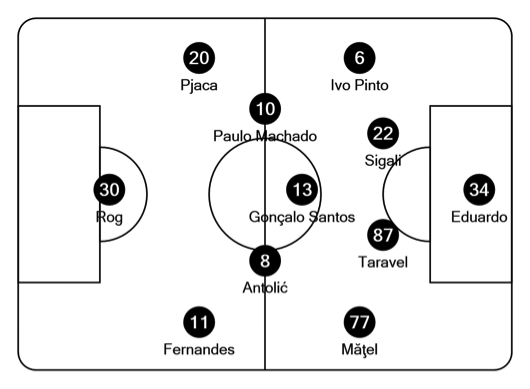 20
Pjaca
6
Ivo Pinto
10
Paulo Machado
22
Sigali
30
Rog
13
Gonçalo Santos
34
Eduardo
87
Taravel
8
Antolić
11
Fernandes
77
Mățel